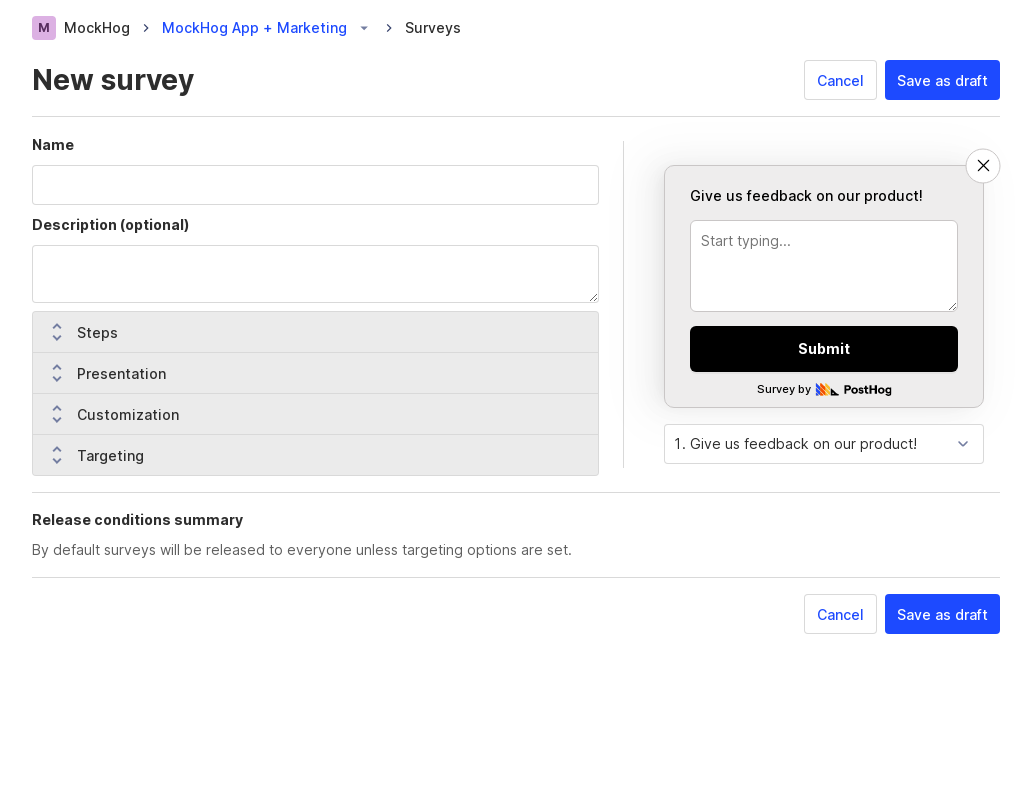 M MockHog MockHog App + Marketing Surveys
New survey
Cancel Save as draft
Name
Description (optional)
Steps
Presentation
Customization
Targeting
Give us feedback on our product!
Start typing...
Submit
Survey by PostHog
1. Give us feedback on our product!
Release conditions summary
By default surveys will be released to everyone unless targeting options are set.
Cancel Save as draft